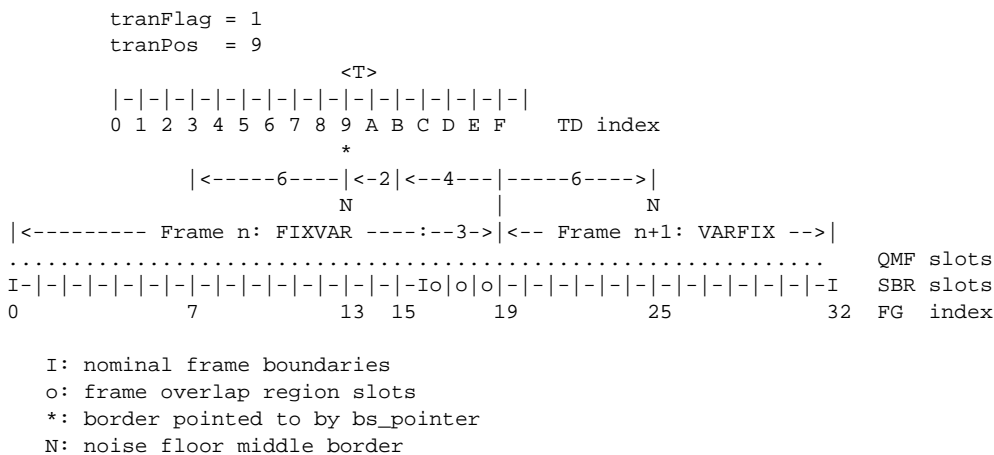 tranFlag = 1
tranPos = 9
<T>
|-|-|-|-|-|-|-|-|-|-|-|-|-|-|-|-|
0 1 2 3 4 5 6 7 8 9 A B C D E F TD index
*
|<-----6----|<-2|<--4---|-----6---->|
N | N
|<--------- Frame n: FIXVAR ----:--3->|<-- Frame n+1: VARFIX -->|
................................................................ QMF slots
I-|-|-|-|-|-|-|-|-|-|-|-|-|-|-|-Io|o|o|-|-|-|-|-|-|-|-|-|-|-|-|-I SBR slots
0 7 13 15 19 25 32 FG index
I: nominal frame boundaries
o: frame overlap region slots
*: border pointed to by bs_pointer
N: noise floor middle border